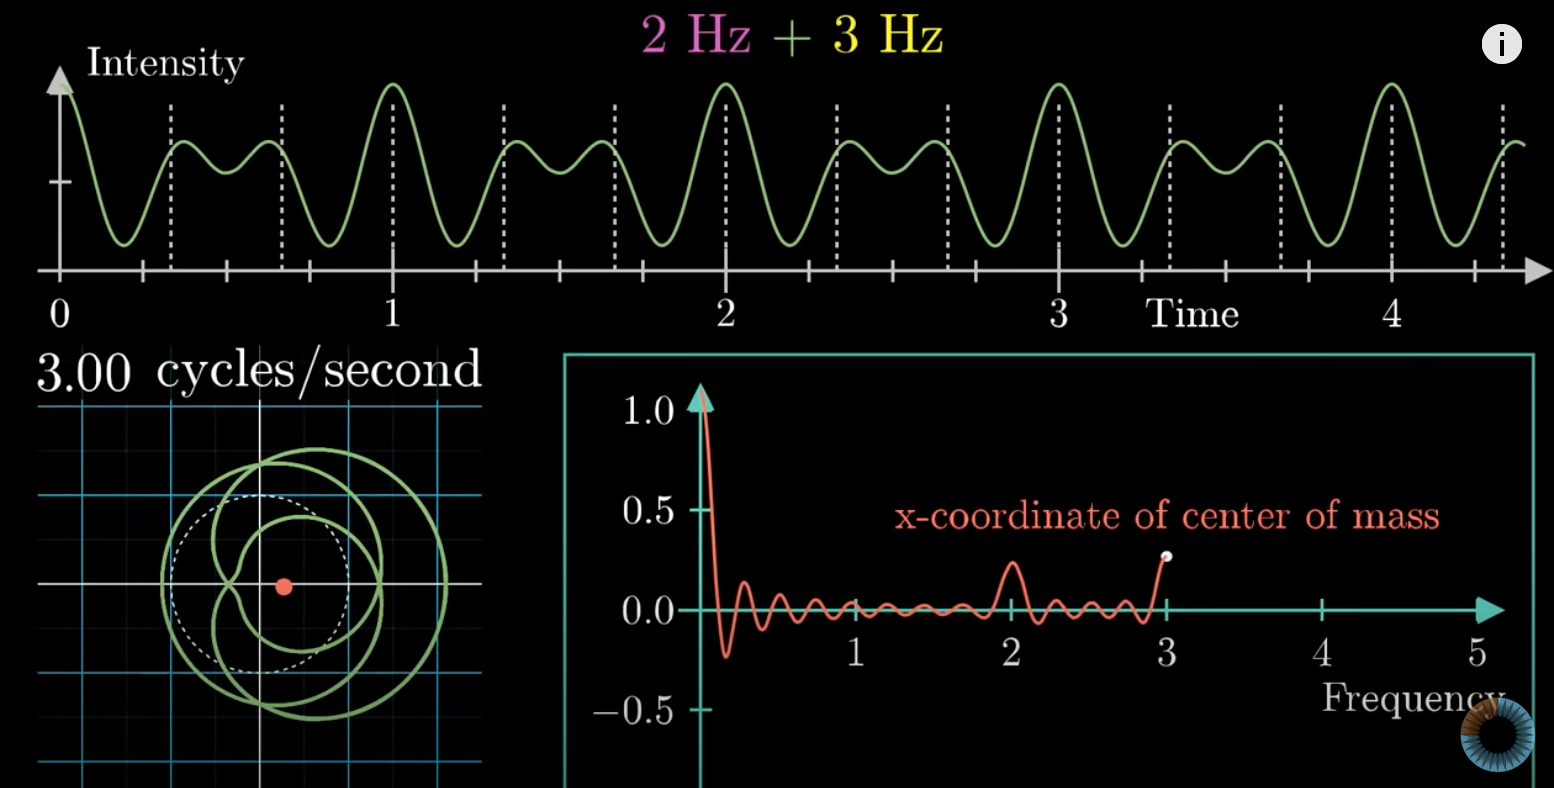 2 Hz + 3 Hz
i
Intensity
0 1 2 3 Time 4
3.00 cycles/second
1.0
0.5
x-coordinate of center of mass
0.0
1 2 3 4 5
Frequency
−0.5